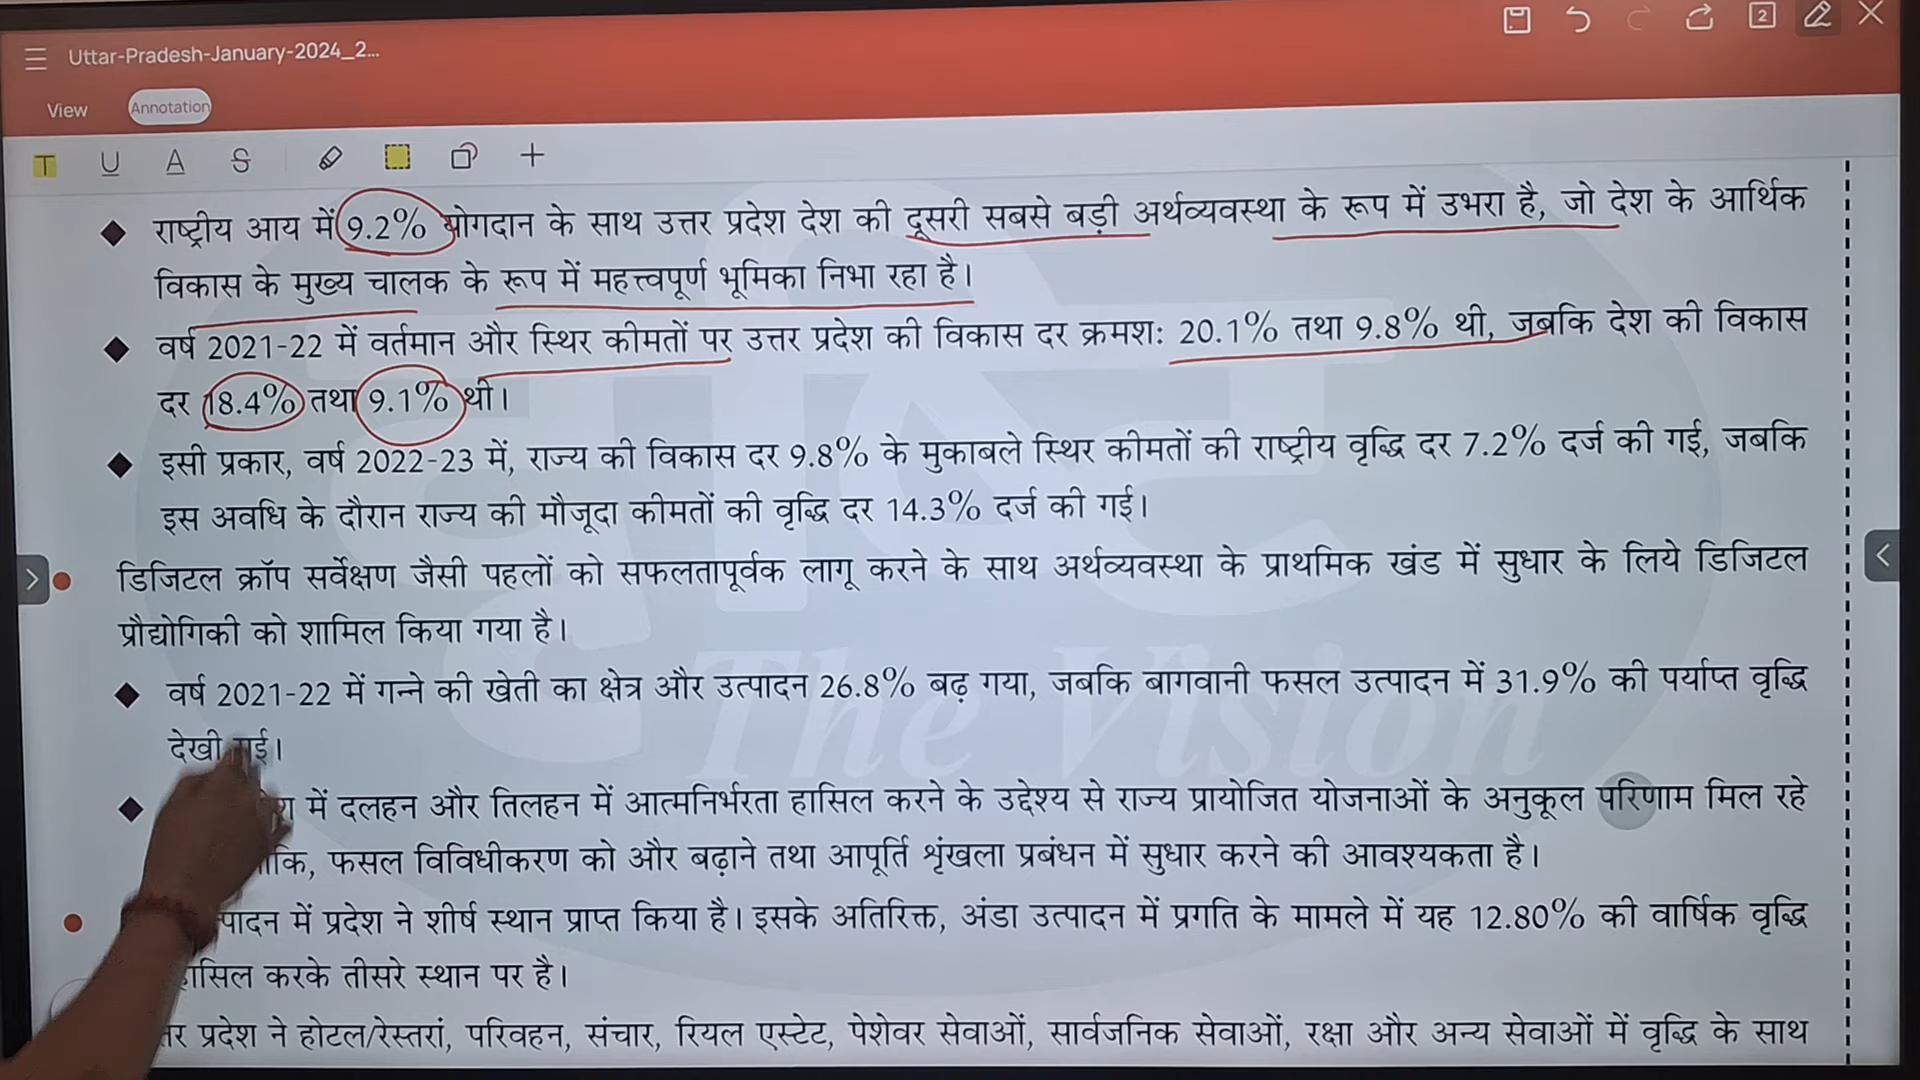 Uttar-Pradesh-January-2024_2...
2
View
Annotation
T U A S
राष्ट्रीय आय में 9.2% योगदान के साथ उत्तर प्रदेश देश की दूसरी सबसे बड़ी अर्थव्यवस्था के रूप में उभरा है, जो देश के आर्थिक
विकास के मुख्य चालक के रूप में महत्त्वपूर्ण भूमिका निभा रहा है।
वर्ष 2021-22 में वर्तमान और स्थिर कीमतों पर उत्तर प्रदेश की विकास दर क्रमशः 20.1% तथा 9.8% थी, जबकि देश की विकास
दर 18.4% तथा 9.1% थी।
इसी प्रकार, वर्ष 2022-23 में, राज्य की विकास दर 9.8% के मुकाबले स्थिर कीमतों की राष्ट्रीय वृद्धि दर 7.2% दर्ज की गई, जबकि
इस अवधि के दौरान राज्य की मौजूदा कीमतों की वृद्धि दर 14.3% दर्ज की गई।
डिजिटल क्रॉप सर्वेक्षण जैसी पहलों को सफलतापूर्वक लागू करने के साथ अर्थव्यवस्था के प्राथमिक खंड में सुधार के लिये डिजिटल
प्रौद्योगिकी को शामिल किया गया है।
वर्ष 2021-22 में गन्ने की खेती का क्षेत्र और उत्पादन 26.8% बढ़ गया, जबकि बागवानी फसल उत्पादन में 31.9% की पर्याप्त वृद्धि
देखी गई।
में दलहन और तिलहन में आत्मनिर्भरता हासिल करने के उद्देश्य से राज्य प्रायोजित योजनाओं के अनुकूल परिणाम मिल रहे
फसल विविधीकरण को और बढ़ाने तथा आपूर्ति शृंखला प्रबंधन में सुधार करने की आवश्यकता है।
में प्रदेश ने शीर्ष स्थान प्राप्त किया है। इसके अतिरिक्त, अंडा उत्पादन में प्रगति के मामले में यह 12.80% की वार्षिक वृद्धि
हासिल करके तीसरे स्थान पर है।
प्रदेश ने होटल/रेस्तरां, परिवहन, संचार, रियल एस्टेट, पेशेवर सेवाओं, सार्वजनिक सेवाओं, रक्षा और अन्य सेवाओं में वृद्धि के साथ
दृष्टि
The Vision